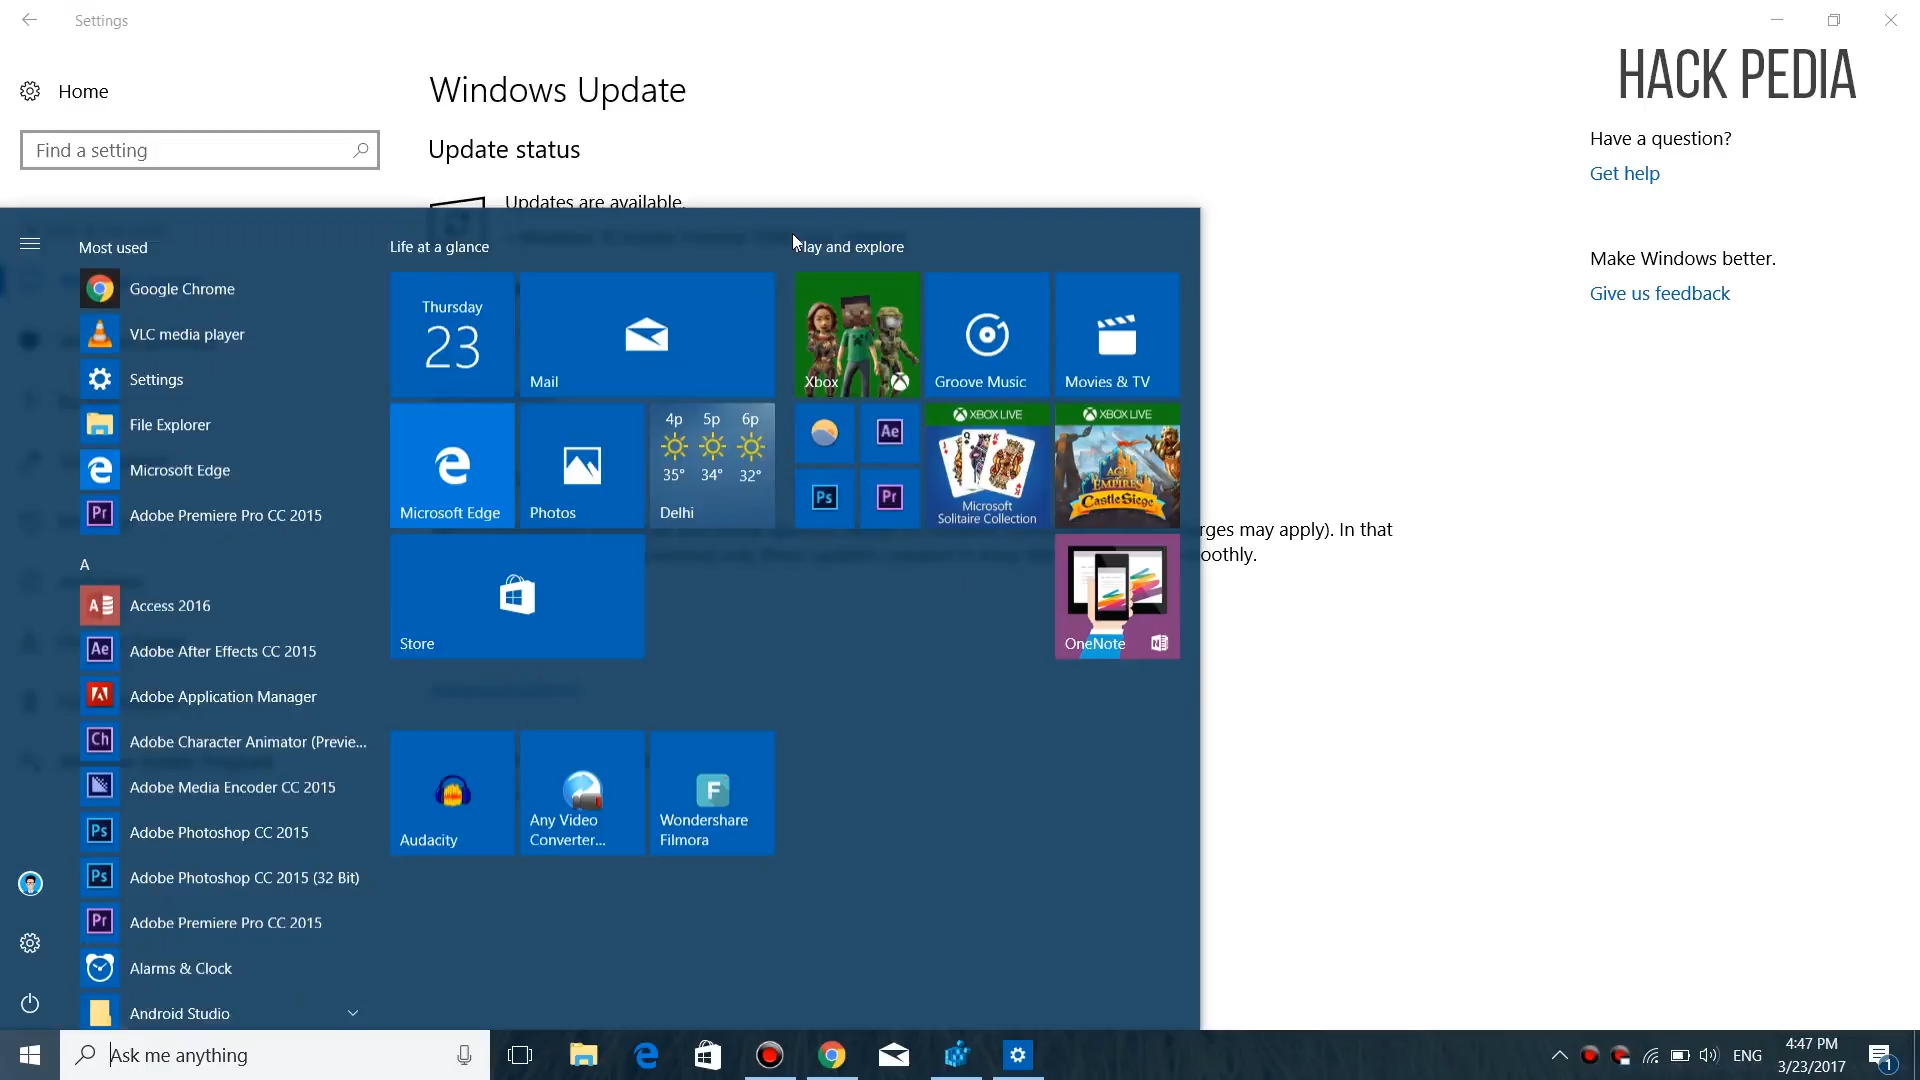 Settings
HACK PEDIA
Home
Find a setting
Windows Update
Update status
Updates are available.
Have a question?
Get help
Make Windows better.
Give us feedback
rges may apply). In that
oothly.
Most used
Google Chrome
VLC media player
Settings
File Explorer
Microsoft Edge
Adobe Premiere Pro CC 2015
A
Access 2016
Adobe After Effects CC 2015
Adobe Application Manager
Adobe Character Animator (Previe...
Adobe Media Encoder CC 2015
Adobe Photoshop CC 2015
Adobe Photoshop CC 2015 (32 Bit)
Adobe Premiere Pro CC 2015
Alarms & Clock
Android Studio
Life at a glance
Thursday
23
Mail
Microsoft Edge
Photos
4p 5p 6p
35° 34° 32°
Delhi
Store
Audacity
Any Video
Converter...
Wondershare
Filmora
lay and explore
Xbox
Groove Music
Movies & TV
Ae
Ps
Pr
XBOX LIVE
Microsoft
Solitaire Collection
XBOX LIVE
AGE OF
EMPIRES
Castle Siege
OneNote
Ask me anything
ENG
4:47 PM
3/23/2017
1